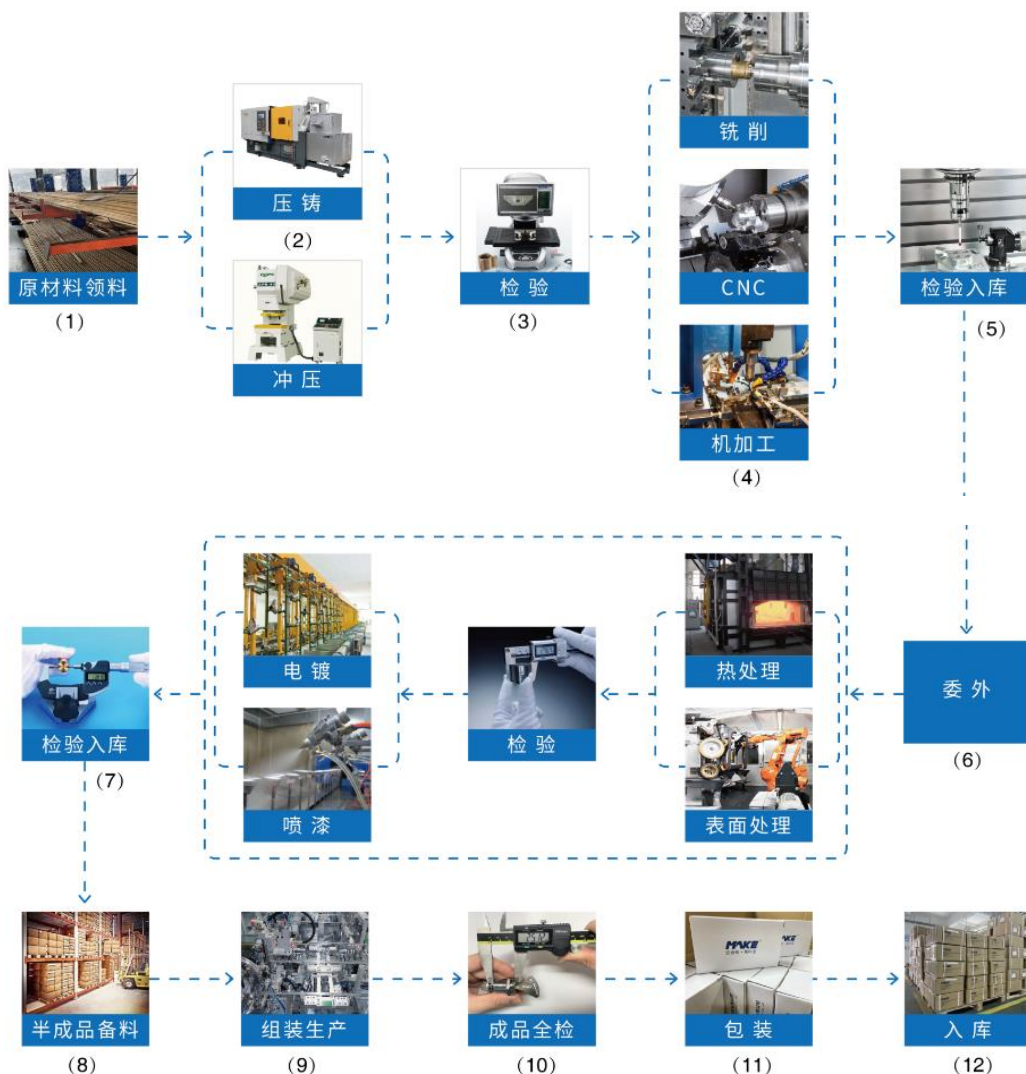 原材料领料
(1)
压铸
(2)
冲压
检验
(3)
铣削
CNC
机加工
(4)
检验入库
(5)
委外
(6)
热处理
表面处理
检验
电镀
喷漆
检验入库
(7)
半成品备料
(8)
组装生产
(9)
成品全检
(10)
MAKE
包装
(11)
入库
(12)